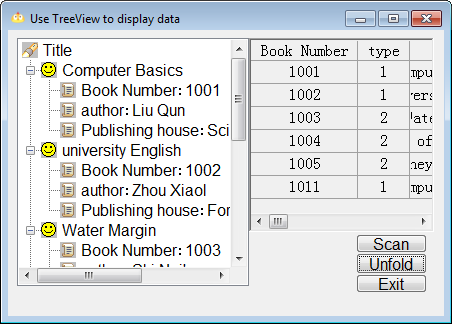 Use TreeView to display data
Title
Computer Basics
Book Number: 1001
author: Liu Qun
Publishing house: Sci
university English
Book Number: 1002
author: Zhou Xiaol
Publishing house: For
Water Margin
Book Number: 1003
Book Number type
1001 1 mpu
1002 1 vers
1003 2 Wate
1004 2 of
1005 2 ney
1011 1 mpu
Scan
Unfold
Exit